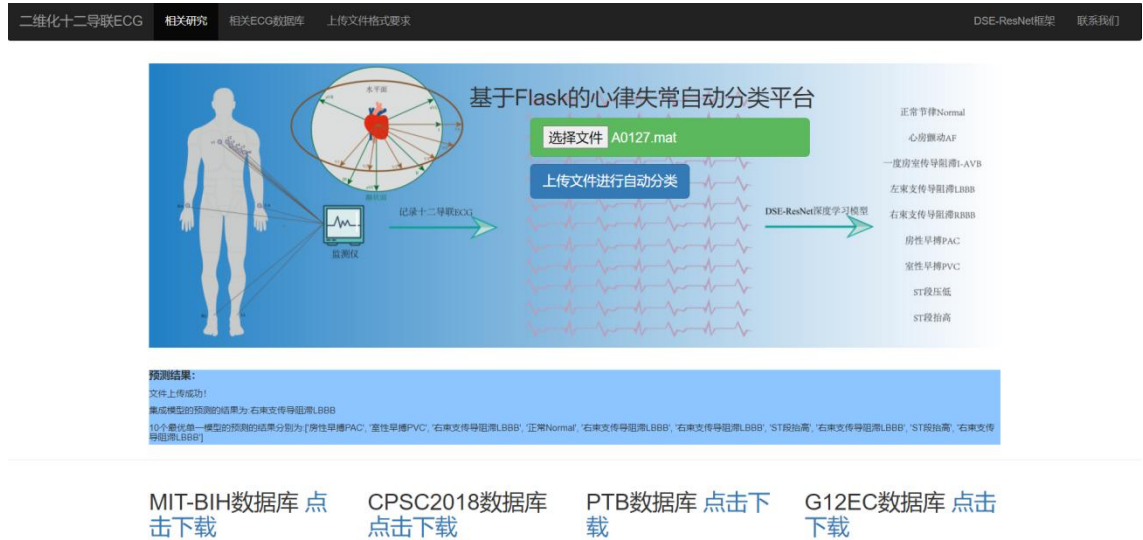 二维化十二导联ECG 相关研究 相关ECG数据库 上传文件格式要求 DSE-ResNet框架 联系我们
基于Flask的心律失常自动分类平台
选择文件 A0127.mat
上传文件进行自动分类
水平面
监测仪
记录十二导联ECG
DSE-ResNet深度学习模型
正常节律Normal
心房颤动AF
一度房室传导阻滞I-AVB
左束支传导阻滞LBBB
右束支传导阻滞RBBB
房性早搏PAC
室性早搏PVC
ST段压低
ST段抬高
预测结果:
文件上传成功!
集成模型的预测的结果为:右束支传导阻滞LBBB
10个最优单一模型的预测的结果分别为:['房性早搏PAC', '室性早搏PVC', '右束支传导阻滞LBBB', '正常Normal', '右束支传导阻滞LBBB', '右束支传导阻滞LBBB', 'ST段抬高', '右束支传导阻滞LBBB', 'ST段抬高', '右束支传
导阻滞LBBB']
MIT-BIH数据库 点
击下载
CPSC2018数据库
点击下载
PTB数据库 点击下
载
G12EC数据库 点击
下载